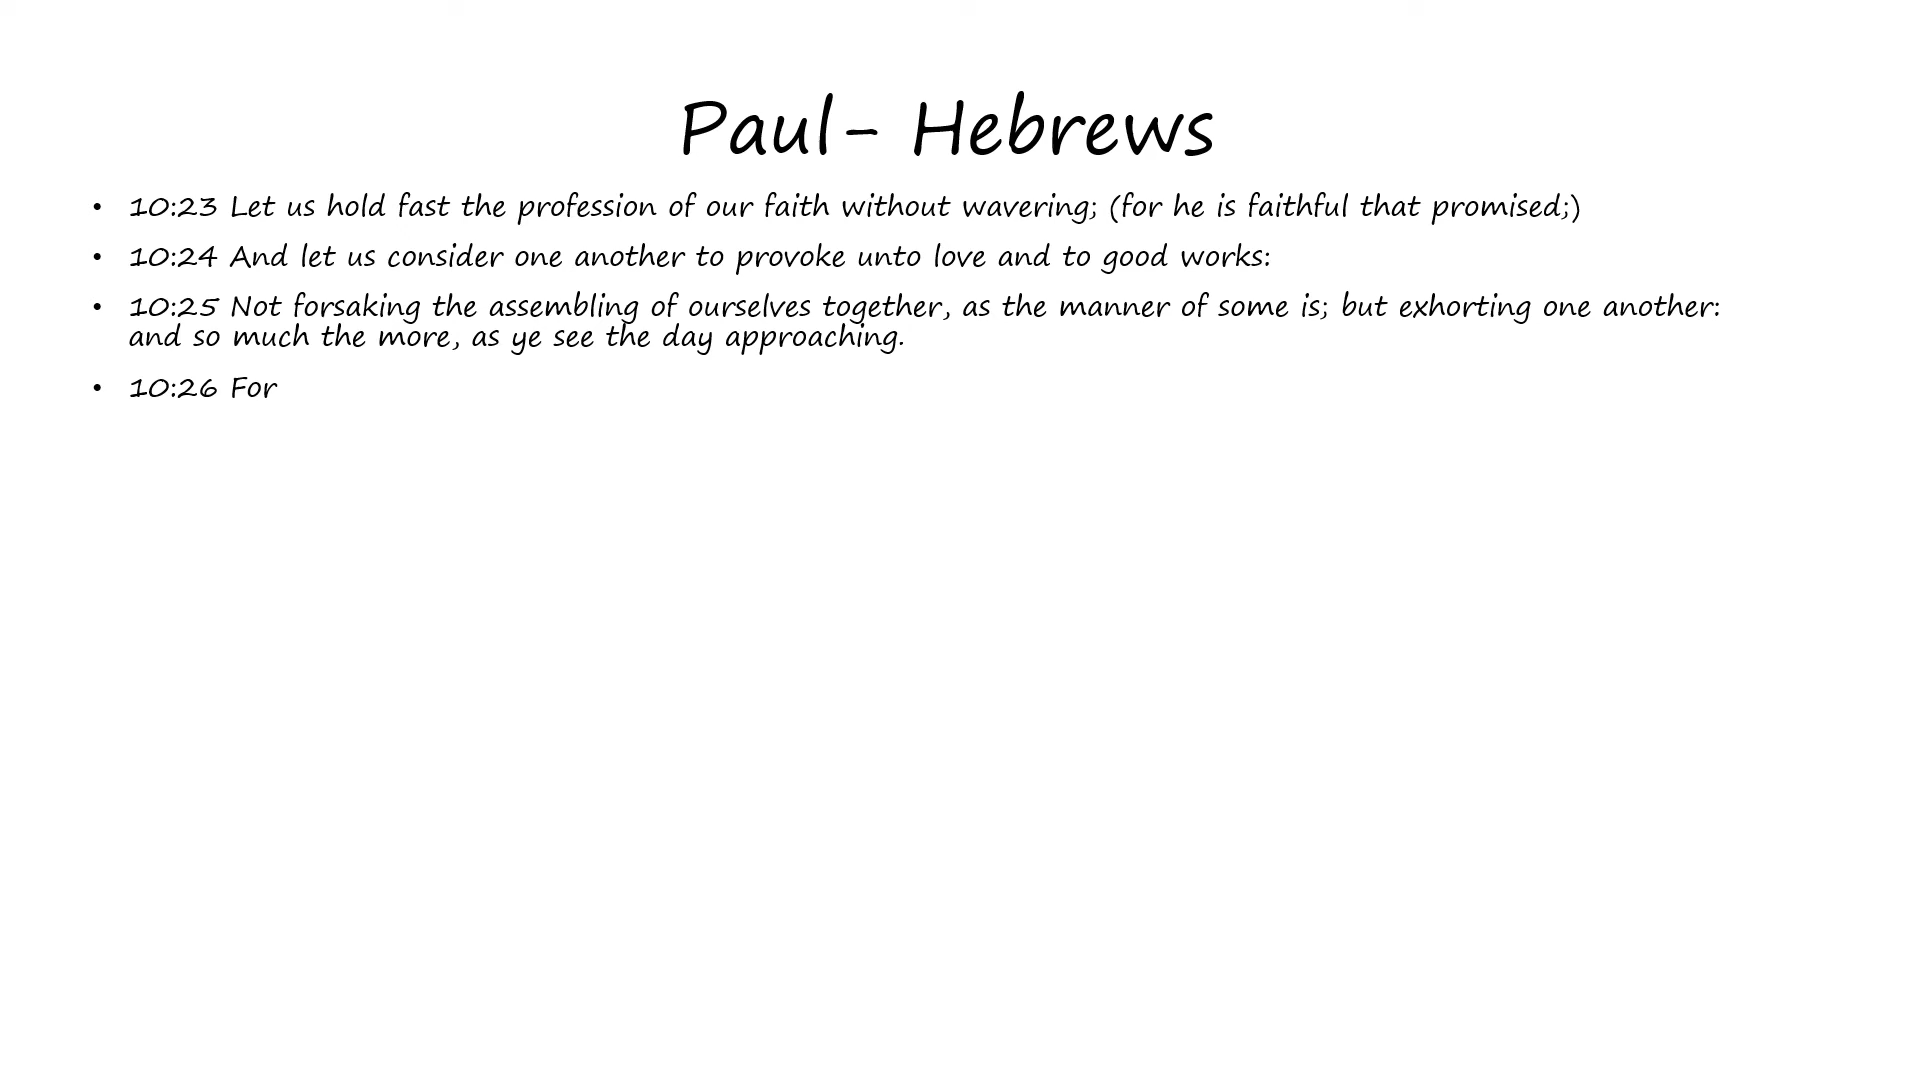 Paul- Hebrews
• 10:23 Let us hold fast the profession of our faith without wavering; (for he is faithful that promised;)
• 10:24 And let us consider one another to provoke unto love and to good works:
• 10:25 Not forsaking the assembling of ourselves together, as the manner of some is; but exhorting one another:
and so much the more, as ye see the day approaching.
• 10:26 For